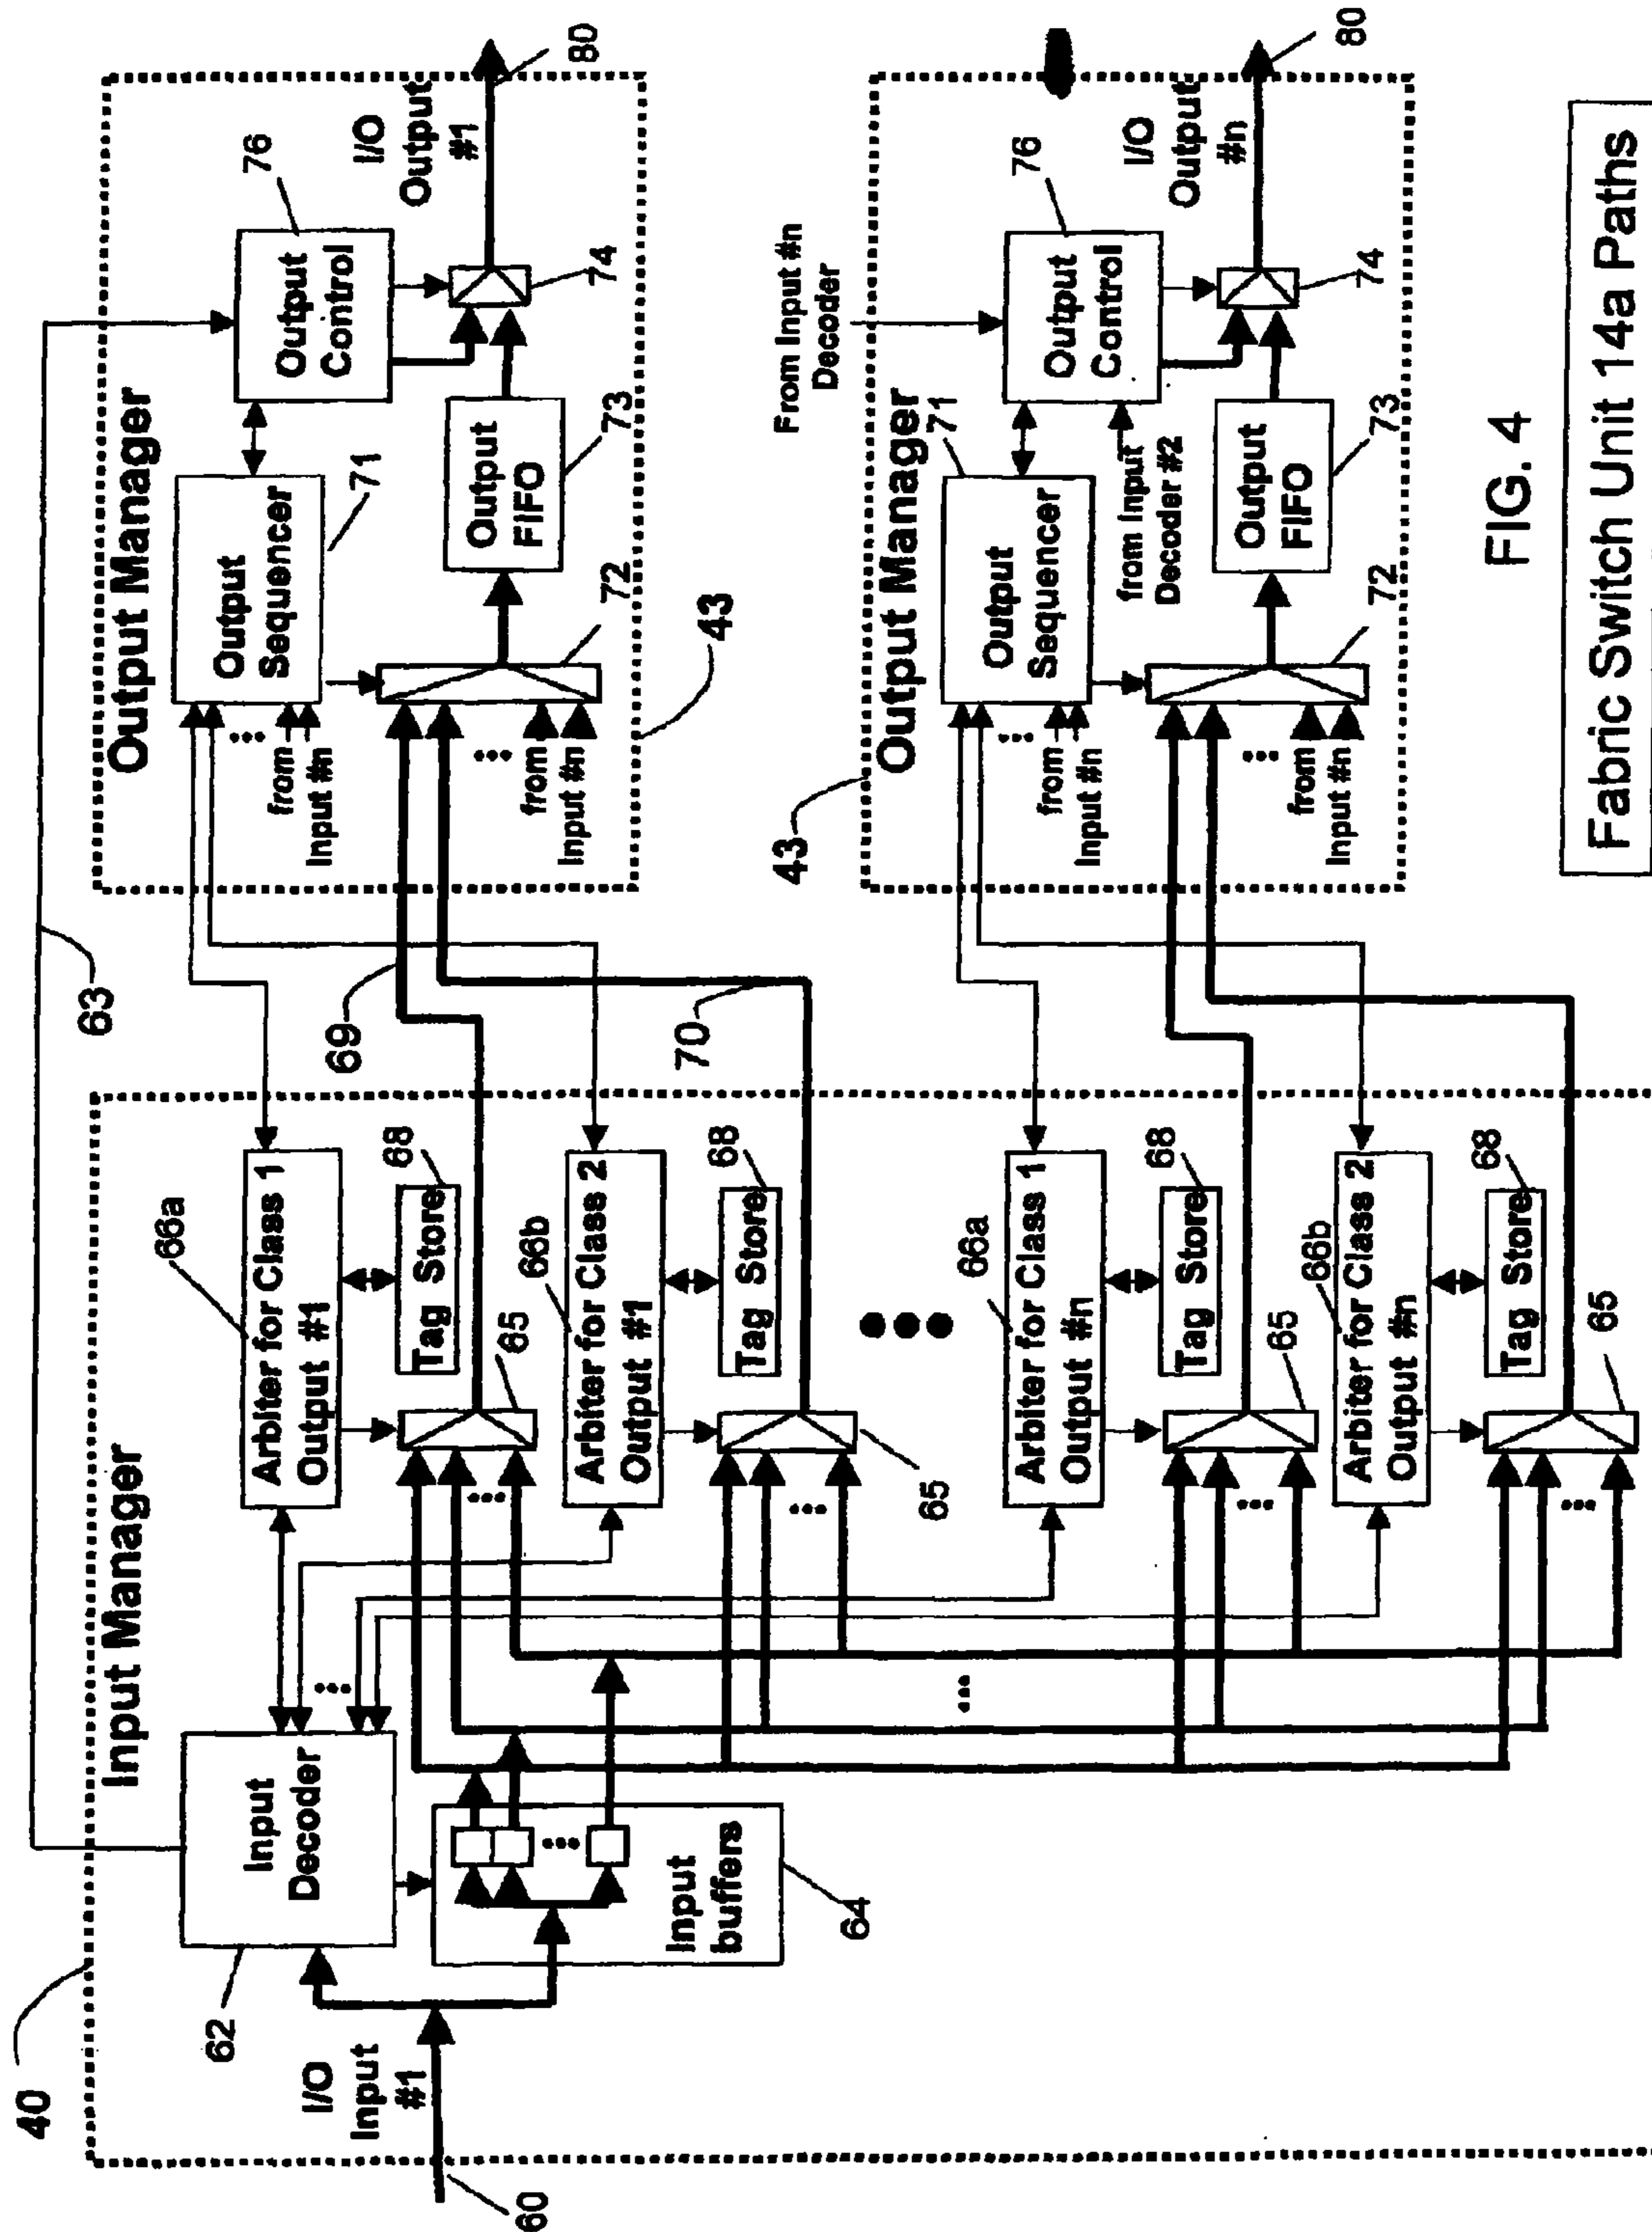 40
Input Manager
60
I/O
Input
#1
62
Input
Decoder
Input
buffers
64
63
66a
Arbiter for Class 1
Output #1
68
Tag Store
65
66b
Arbiter for Class 2
Output #1
68
Tag Store
65
66a
Arbiter for Class 1
Output #n
68
Tag Store
65
66b
Arbiter for Class 2
Output #n
68
Tag Store
65
69
70
Output Manager
Output
Sequencer
71
from
Input #n
from
Input #n
72
Output
FIFO
73
Output
Control
76
74
I/O
Output
#1
80
43
43
Output Manager
71
Output
Sequencer
from
Input #n
from
Input #n
72
from Input
Decoder #2
Output
FIFO
73
From Input #n
Decoder
Output
Control
76
74
I/O
Output
#n
80
FIG. 4
Fabric Switch Unit 14a Paths